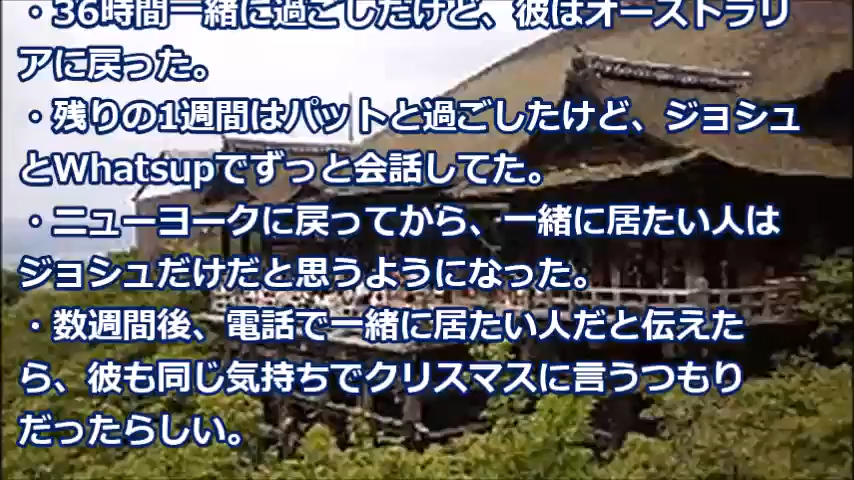 ・36時間一緒に過ごしたけど、彼はオーストラリ
アに戻った。
・残りの1週間はパットと過ごしたけど、ジョシュ
とWhatsupでずっと会話してた。
・ニューヨークに戻ってから、一緒に居たい人は
ジョシュだけだと思うようになった。
・数週間後、電話で一緒に居たい人だと伝えた
ら、彼も同じ気持ちでクリスマスに言うつもり
だったらしい。